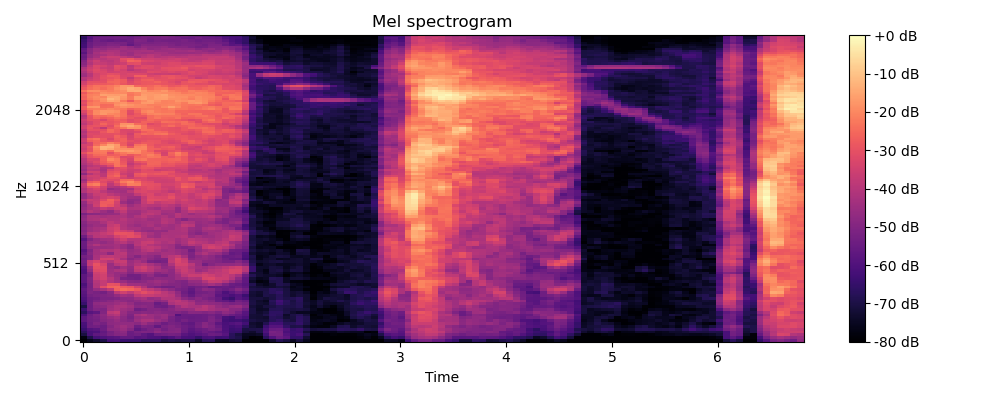 Mel spectrogram
Hz
2048
1024
512
0
0 1 2 3 4 5 6
Time
+0 dB
-10 dB
-20 dB
-30 dB
-40 dB
-50 dB
-60 dB
-70 dB
-80 dB